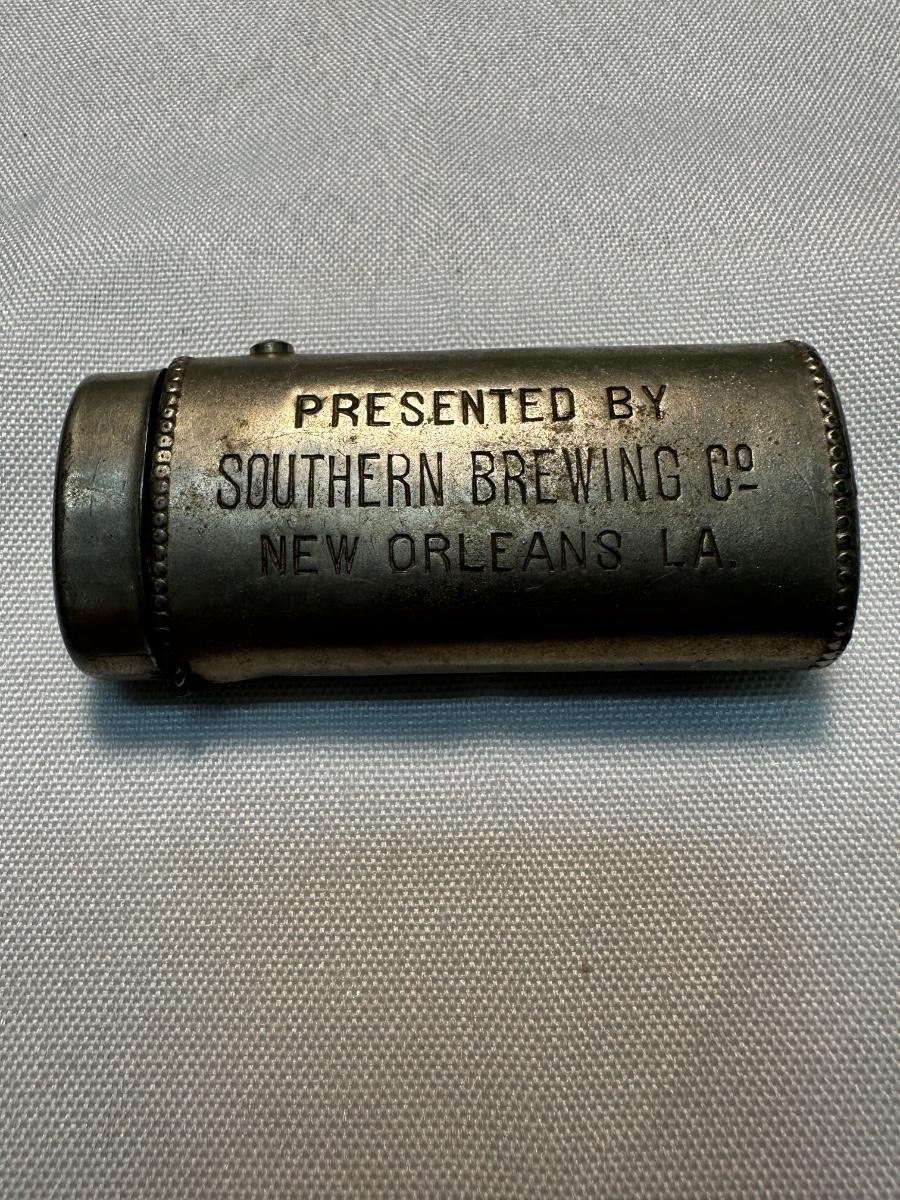 PRESENTED BY
SOUTHERN BREWING Cº
NEW ORLEANS LA.